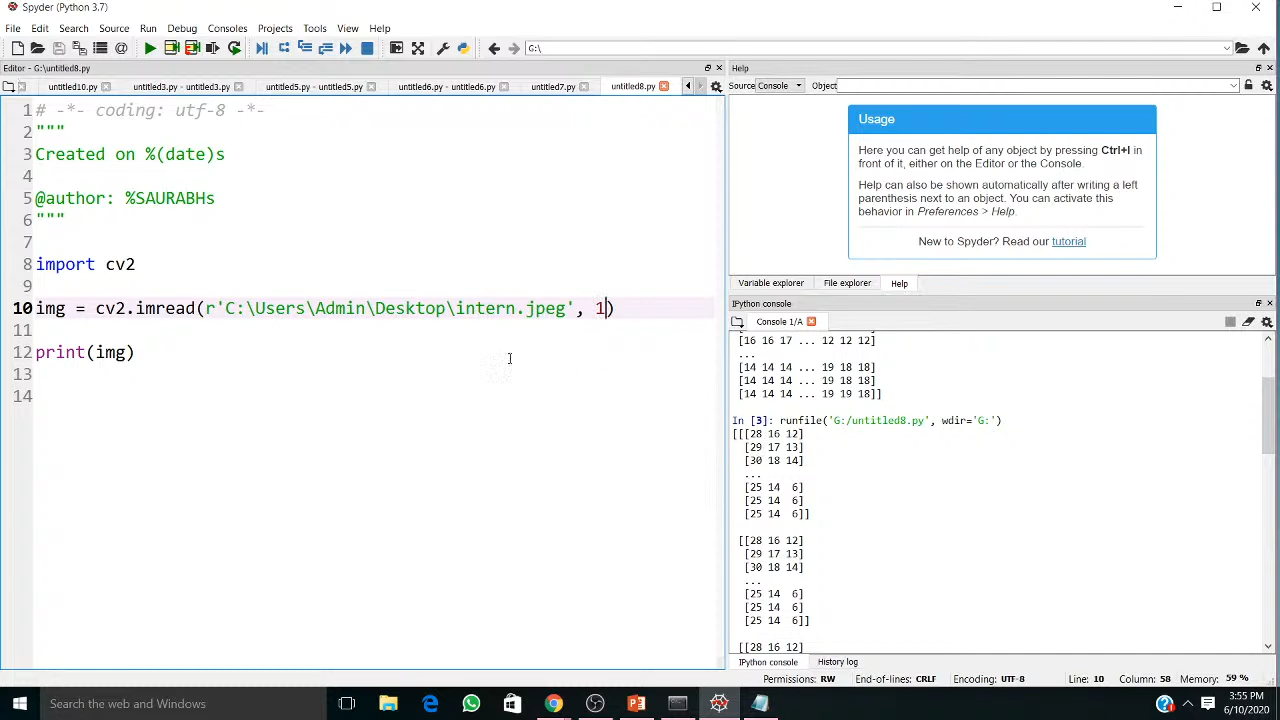 Spyder (Python 3.7)
File Edit Search Source Run Debug Consoles Projects Tools View Help
G:\
Editor - G:\untitled8.py
Help
untitled10.py untitled3.py - untitled3.py untitled5.py - untitled5.py untitled6.py - untitled6.py untitled7.py untitled8.py
Source Console Object
1 # -*- coding: utf-8 -*-
2 """
3 Created on %(date)s
4
5 @author: %SAURABHs
6 """
7
8 import cv2
9
10 img = cv2.imread(r'C:\Users\Admin\Desktop\intern.jpeg', 1)
11
12 print(img)
13
14
Usage
Here you can get help of any object by pressing Ctrl+I in
front of it, either on the Editor or the Console.
Help can also be shown automatically after writing a left
parenthesis next to an object. You can activate this
behavior in Preferences > Help.
New to Spyder? Read our tutorial
Variable explorer File explorer Help
IPython console
Console 1/A
[16 16 17 ... 12 12 12]
...
[14 14 14 ... 19 18 18]
[14 14 14 ... 19 18 18]
[14 14 14 ... 19 19 18]]
In [3]: runfile('G:/untitled8.py', wdir='G:')
[[[28 16 12]
[29 17 13]
[30 18 14]
...
[25 14 6]
[25 14 6]
[25 14 6]]
[[28 16 12]
[29 17 13]
[30 18 14]
...
[25 14 6]
[25 14 6]
[25 14 6]]
[[28 16 12]
IPython console History log
Permissions: RW End-of-lines: CRLF Encoding: UTF-8 Line: 10 Column: 58 Memory: 59 %
Search the web and Windows
3:55 PM
6/10/2020